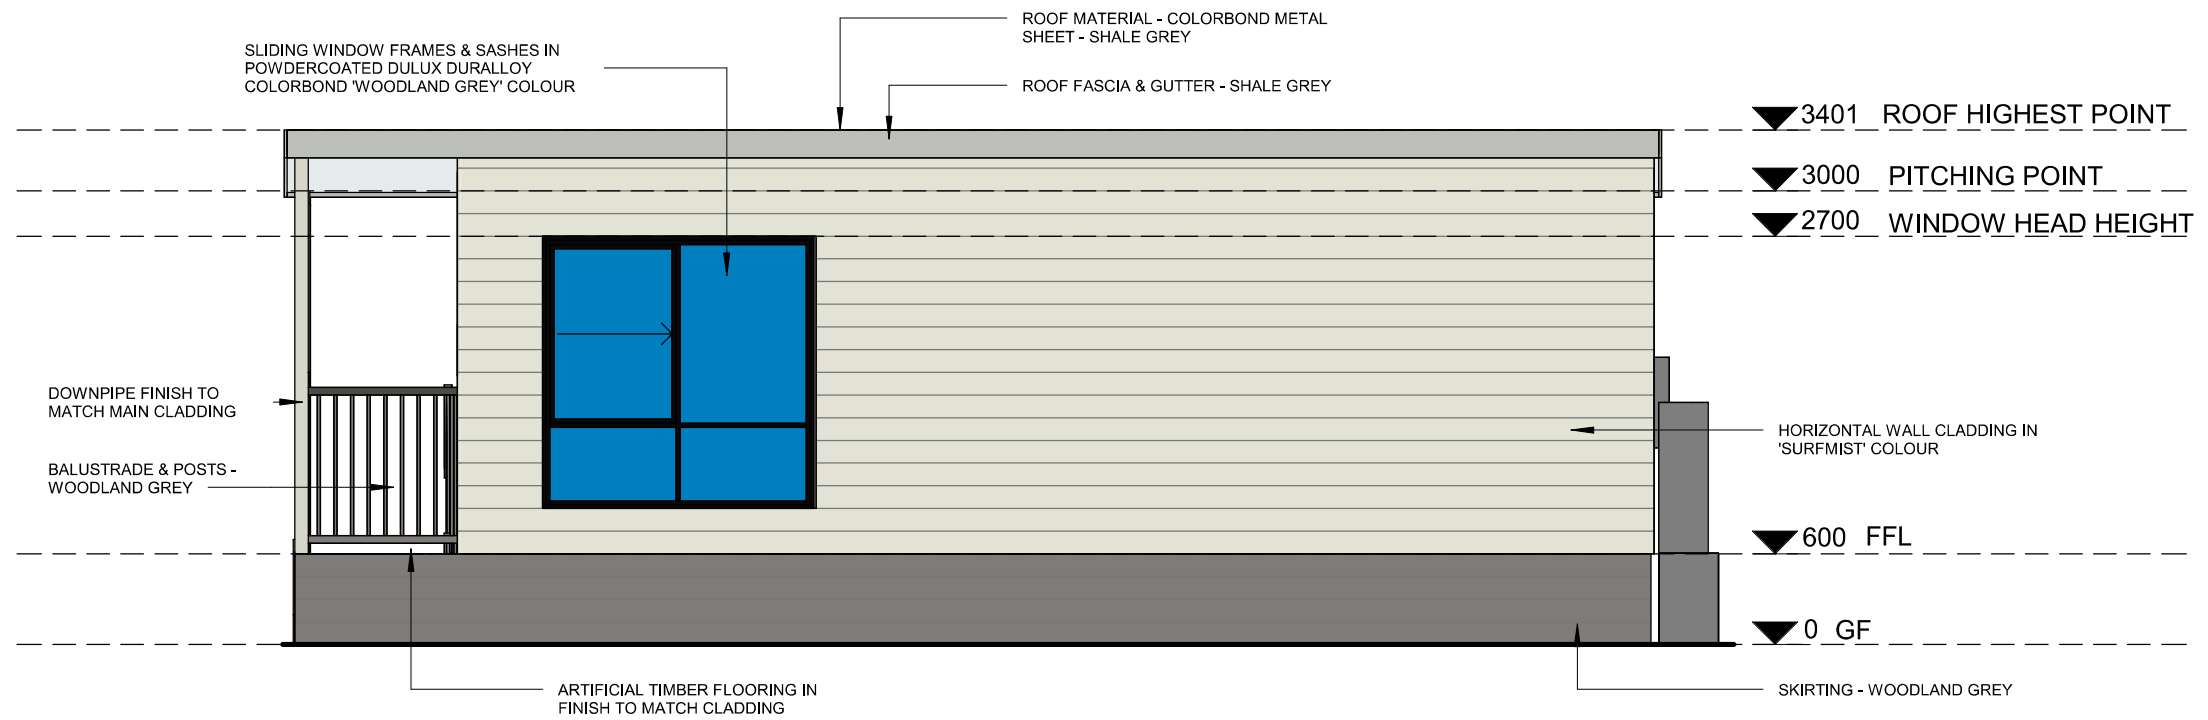 ROOF MATERIAL - COLORBOND METAL
SHEET - SHALE GREY
SLIDING WINDOW FRAMES & SASHES IN
POWDERCOATED DULUX DURALLOY
COLORBOND 'WOODLAND GREY' COLOUR
ROOF FASCIA & GUTTER - SHALE GREY
3401 ROOF HIGHEST POINT
3000 PITCHING POINT
2700 WINDOW HEAD HEIGHT
DOWNPIPE FINISH TO
MATCH MAIN CLADDING
HORIZONTAL WALL CLADDING IN
'SURFMIST' COLOUR
BALUSTRADE & POSTS -
WOODLAND GREY
600 FFL
0 GF
ARTIFICIAL TIMBER FLOORING IN
FINISH TO MATCH CLADDING
SKIRTING - WOODLAND GREY